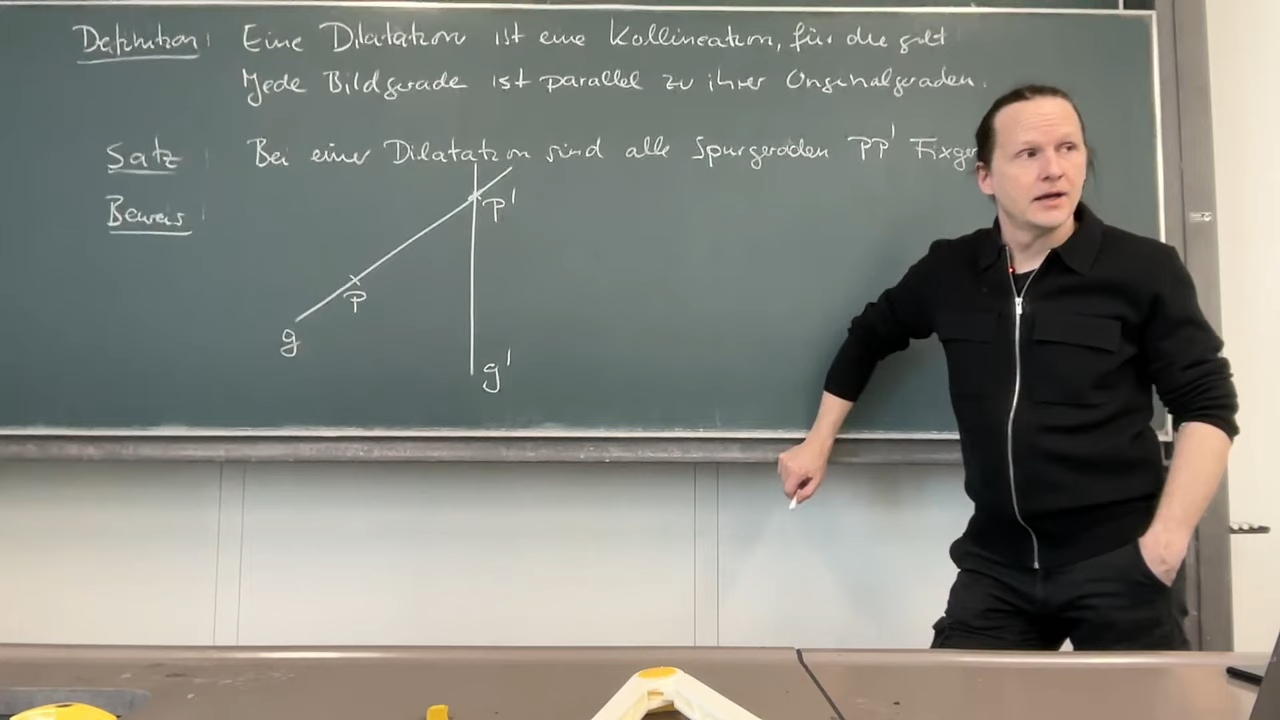 Definition: Eine Dilatation ist eine Kollineation, für die gilt
Jede Bildgerade ist parallel zu ihrer Originalgeraden.
Satz: Bei einer Dilatation sind alle Spurgeraden PP' Fixger
Beweis:
P'
P
g
g'